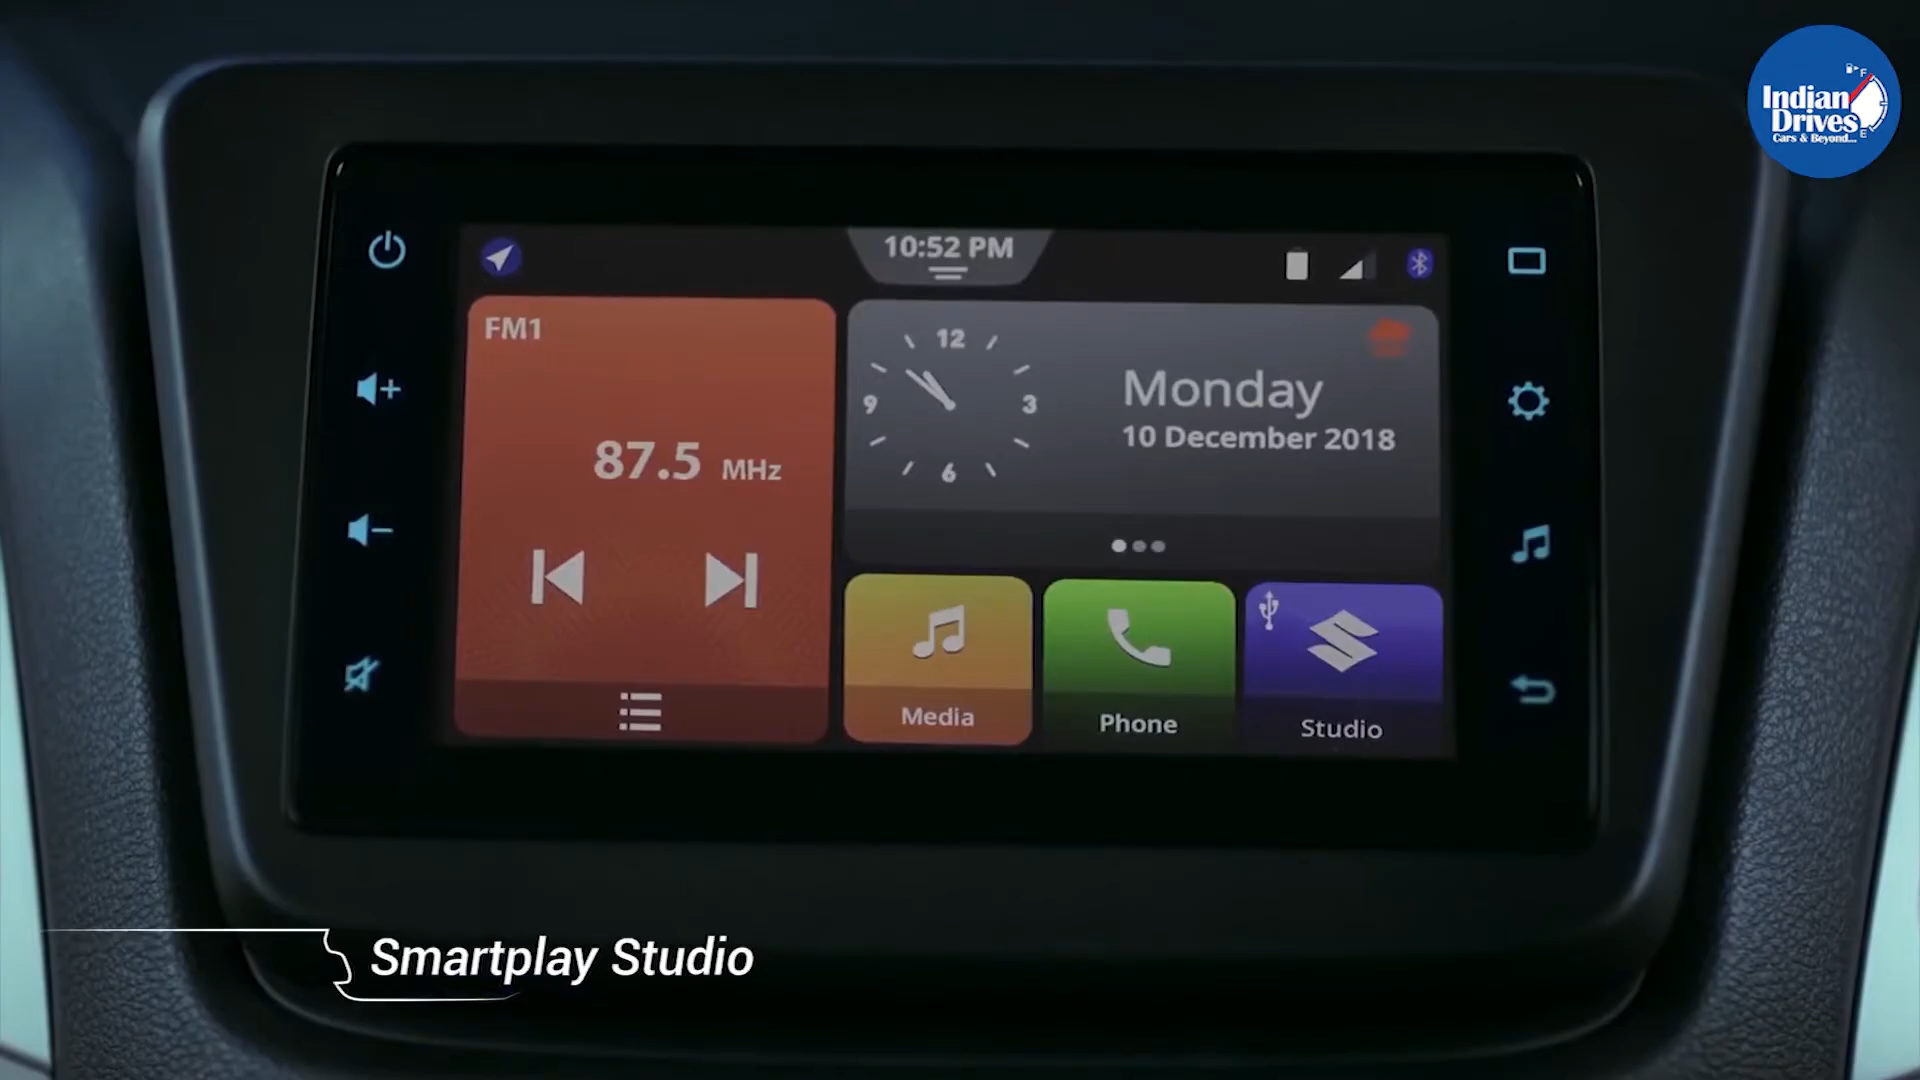 Indian
Drives
Cars & Beyond...
F
E
10:52 PM
FM1
87.5 MHz
12
9
3
6
Monday
10 December 2018
Media
Phone
Studio
Smartplay Studio